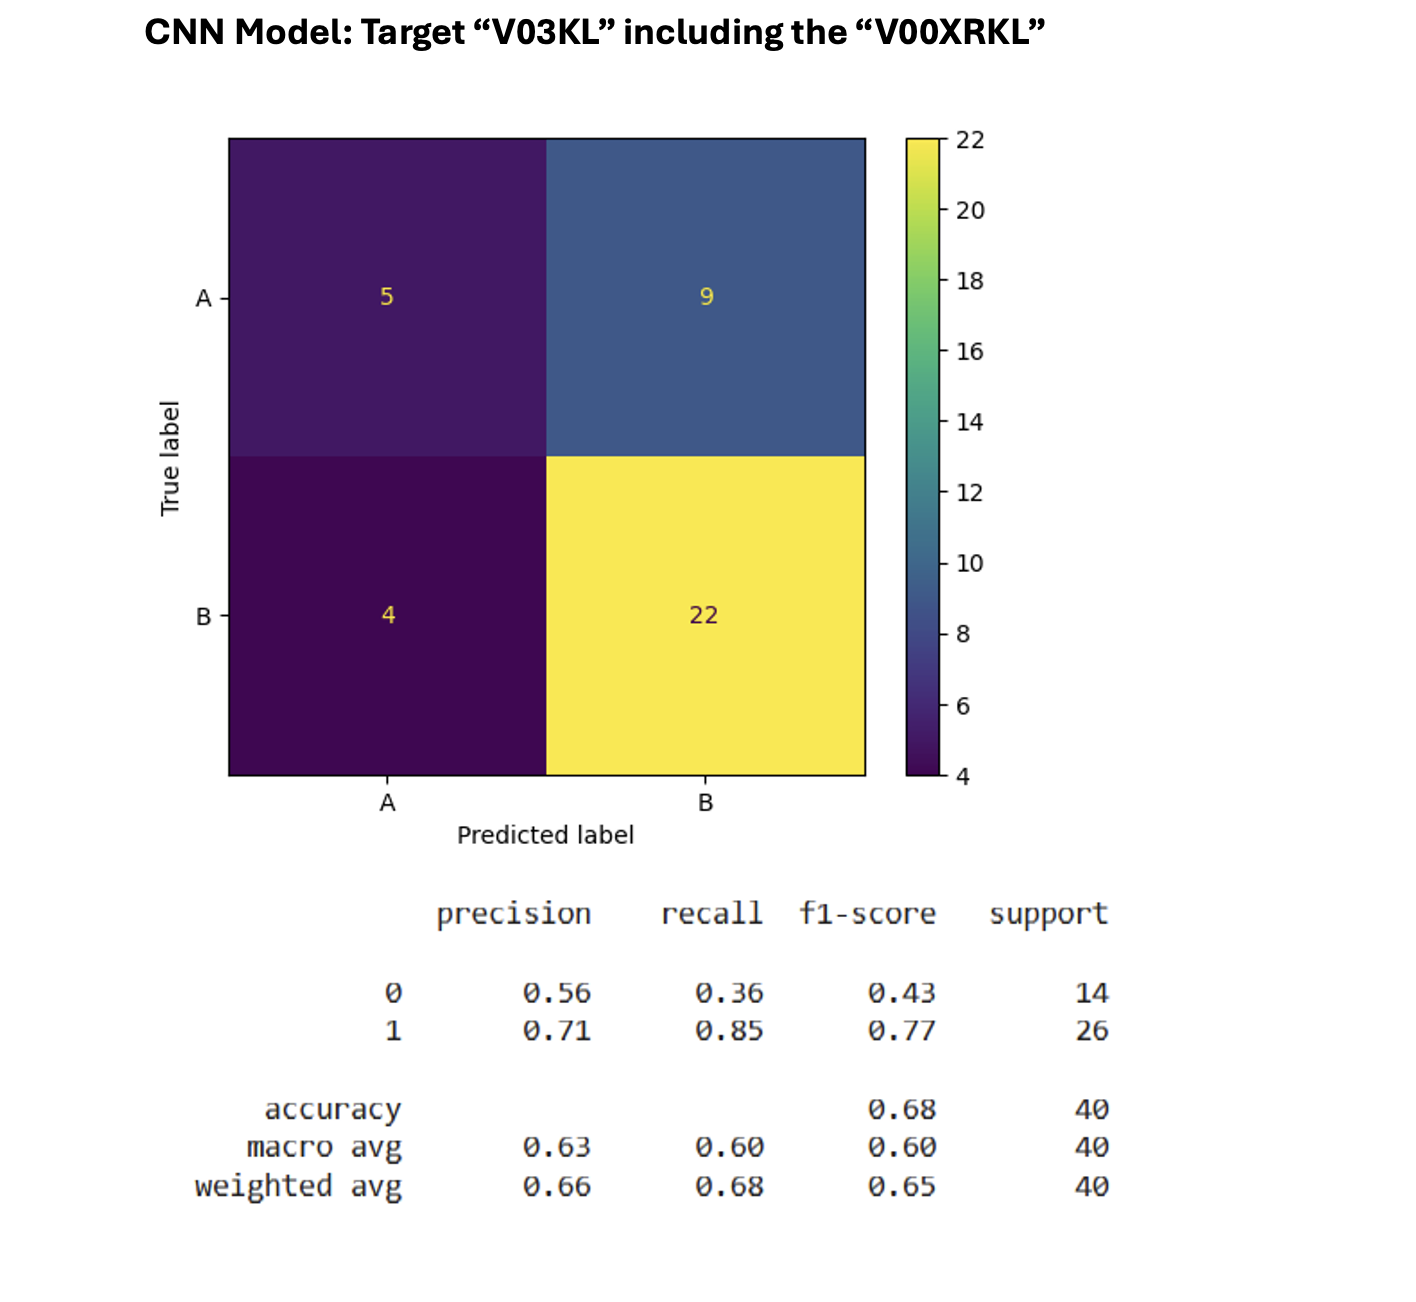 CNN Model: Target “V03KL” including the “V00XRKL”
22
20
18
16
14
12
10
8
6
4
True label
A
5
9
B
4
22
A
B
Predicted label
precision recall f1-score support
0 0.56 0.36 0.43 14
1 0.71 0.85 0.77 26
accuracy 0.68 40
macro avg 0.63 0.60 0.60 40
weighted avg 0.66 0.68 0.65 40